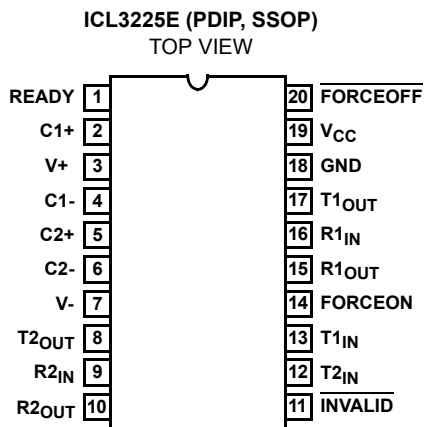 ICL3225E (PDIP, SSOP)
TOP VIEW
READY 1 20 FORCEOFF
C1+ 2 19 VCC
V+ 3 18 GND
C1- 4 17 T1OUT
C2+ 5 16 R1IN
C2- 6 15 R1OUT
V- 7 14 FORCEON
T2OUT 8 13 T1IN
R2IN 9 12 T2IN
R2OUT 10 11 INVALID